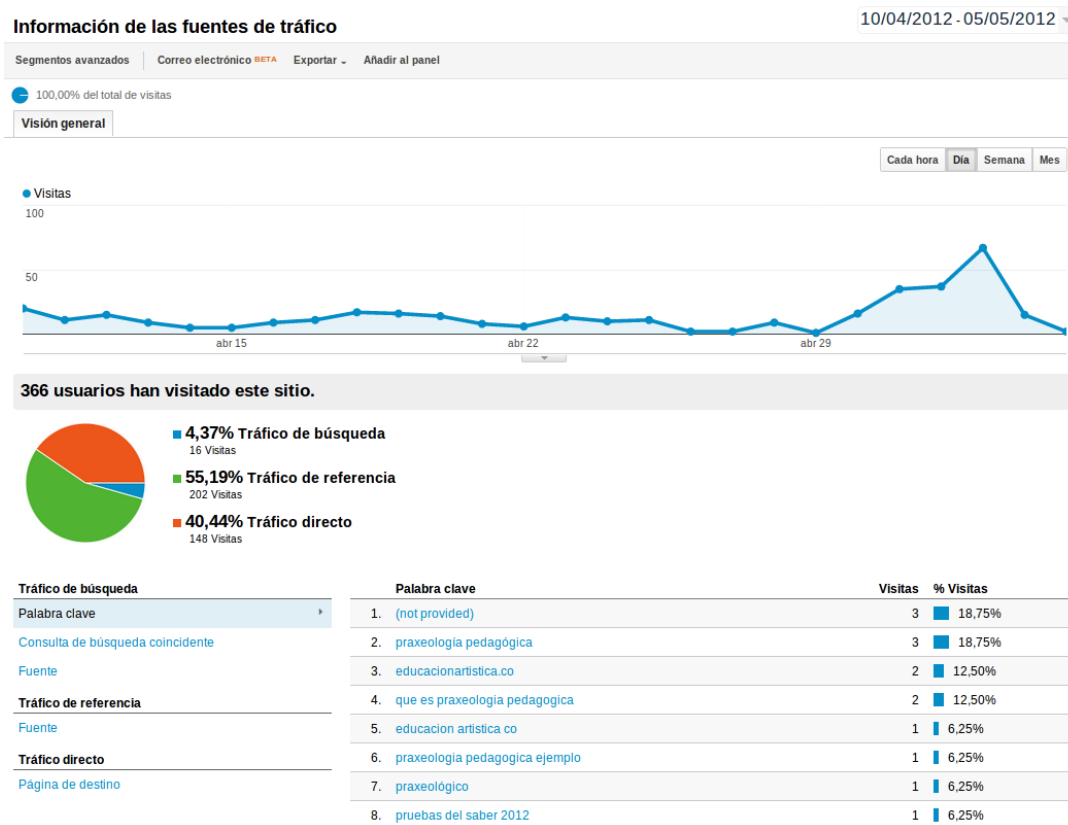 Información de las fuentes de tráfico
10/04/2012 - 05/05/2012
Segmentos avanzados Correo electrónico BETA Exportar Añadir al panel
100,00% del total de visitas
Visión general
Cada hora Día Semana Mes
Visitas
100
50
abr 15 abr 22 abr 29
366 usuarios han visitado este sitio.
4,37% Tráfico de búsqueda
16 Visitas
55,19% Tráfico de referencia
202 Visitas
40,44% Tráfico directo
148 Visitas
Tráfico de búsqueda
Palabra clave
Consulta de búsqueda coincidente
Fuente
Tráfico de referencia
Fuente
Tráfico directo
Página de destino
Palabra clave Visitas % Visitas
1. (not provided) 3 18,75%
2. praxeología pedagógica 3 18,75%
3. educacionartistica.co 2 12,50%
4. que es praxeologia pedagogica 2 12,50%
5. educacion artistica co 1 6,25%
6. praxeologia pedagogica ejemplo 1 6,25%
7. praxeológico 1 6,25%
8. pruebas del saber 2012 1 6,25%